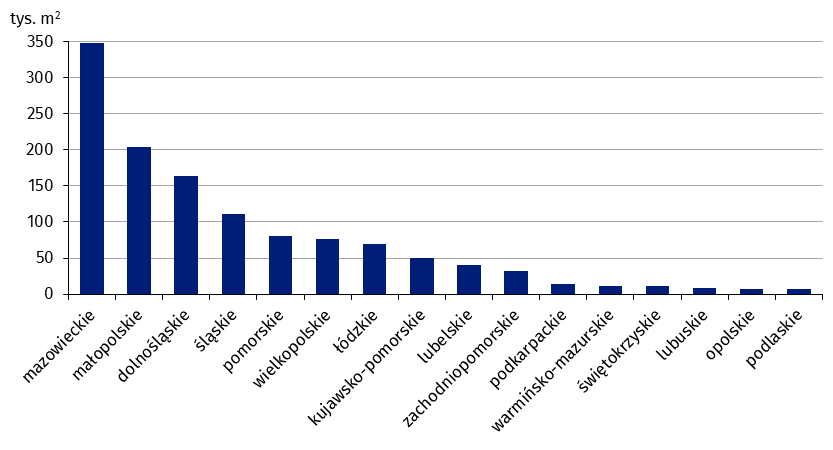 tys. m²
350
300
250
200
150
100
50
0
mazowieckie
małopolskie
dolnośląskie
śląskie
pomorskie
wielkopolskie
łódzkie
kujawsko-pomorskie
lubelskie
zachodniopomorskie
podkarpackie
warmińsko-mazurskie
świętokrzyskie
lubuskie
opolskie
podlaskie